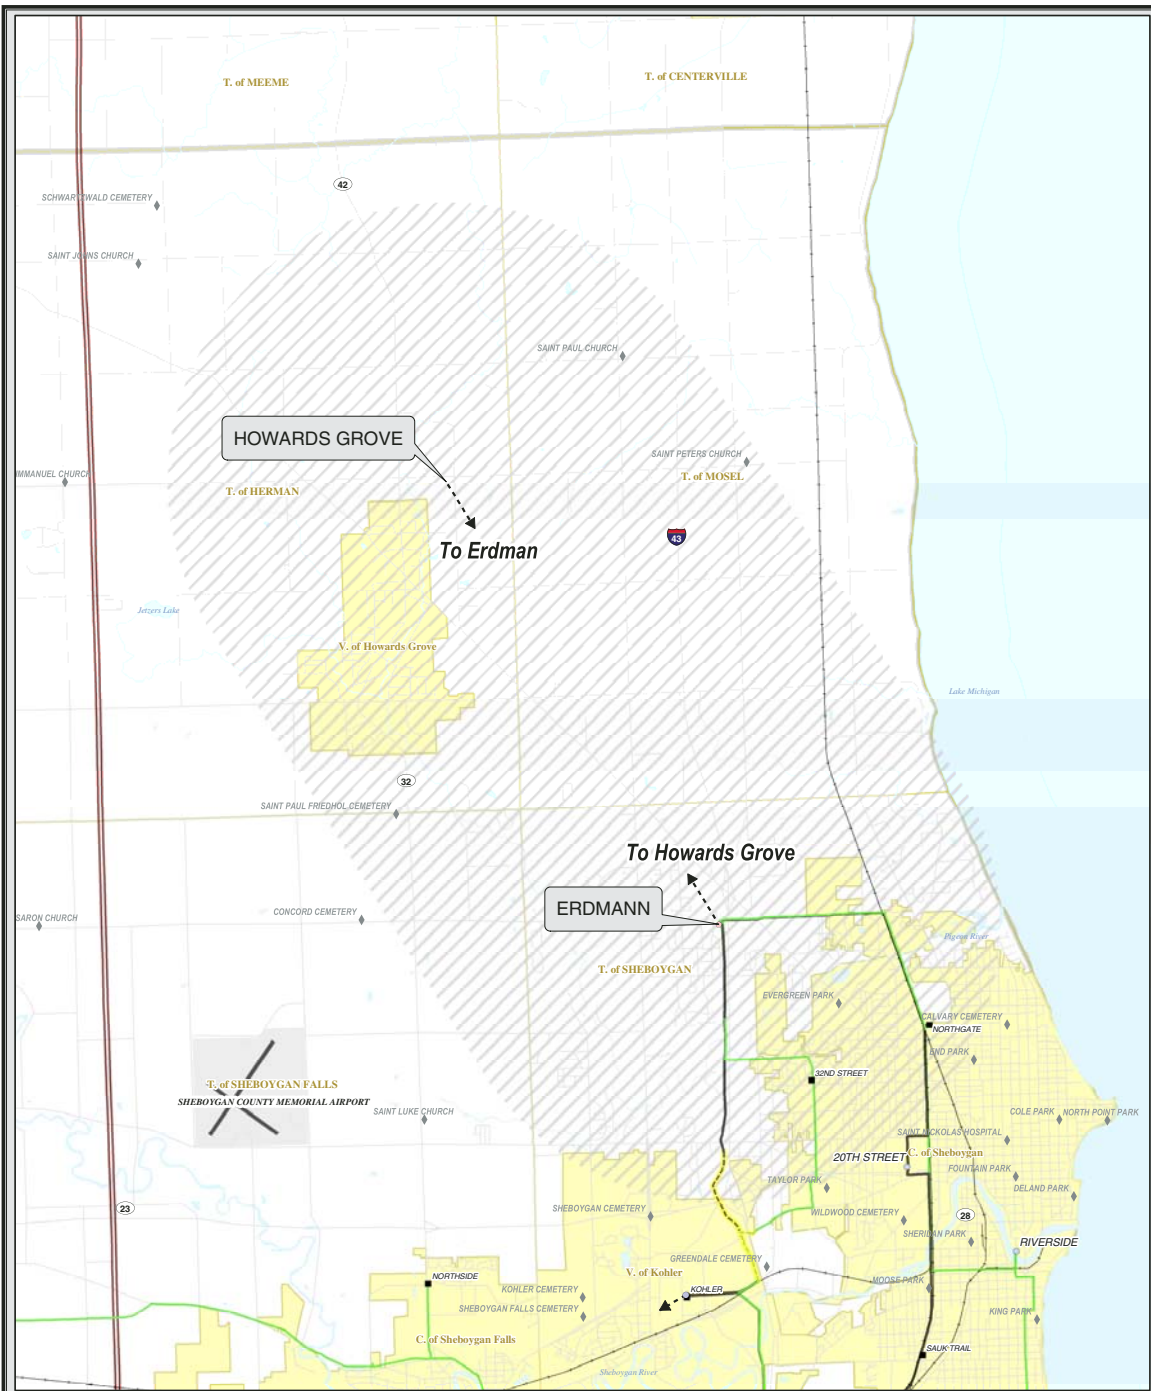 T. of MEEME
T. of CENTERVILLE
42
SCHWARTZWALD CEMETERY
SAINT JOHNS CHURCH
SAINT PAUL CHURCH
HOWARDS GROVE
SAINT PETERS CHURCH
IMMANUEL CHURCH
T. of MOSEL
T. of HERMAN
43
To Erdman
Jetzers Lake
V. of Howards Grove
Lake Michigan
32
SAINT PAUL FRIEDHOL CEMETERY
To Howards Grove
ERDMANN
CONCORD CEMETERY
SARON CHURCH
Pigeon River
T. of SHEBOYGAN
EVERGREEN PARK
CALVARY CEMETERY
NORTHGATE
END PARK
32ND STREET
T. of SHEBOYGAN FALLS
SHEBOYGAN COUNTY MEMORIAL AIRPORT
SAINT LUKE CHURCH
COLE PARK
NORTH POINT PARK
SAINT NICKOLAS HOSPITAL
20TH STREET
C. of Sheboygan
FOUNTAIN PARK
TAYLOR PARK
DELAND PARK
23
SHEBOYGAN CEMETERY
WILDWOOD CEMETERY
28
SHERIDAN PARK
RIVERSIDE
GREENDALE CEMETERY
V. of Kohler
NORTHSIDE
KOHLER CEMETERY
KOHLER
MOOSE PARK
SHEBOYGAN FALLS CEMETERY
KING PARK
C. of Sheboygan Falls
SAUK TRAIL
Sheboygan River